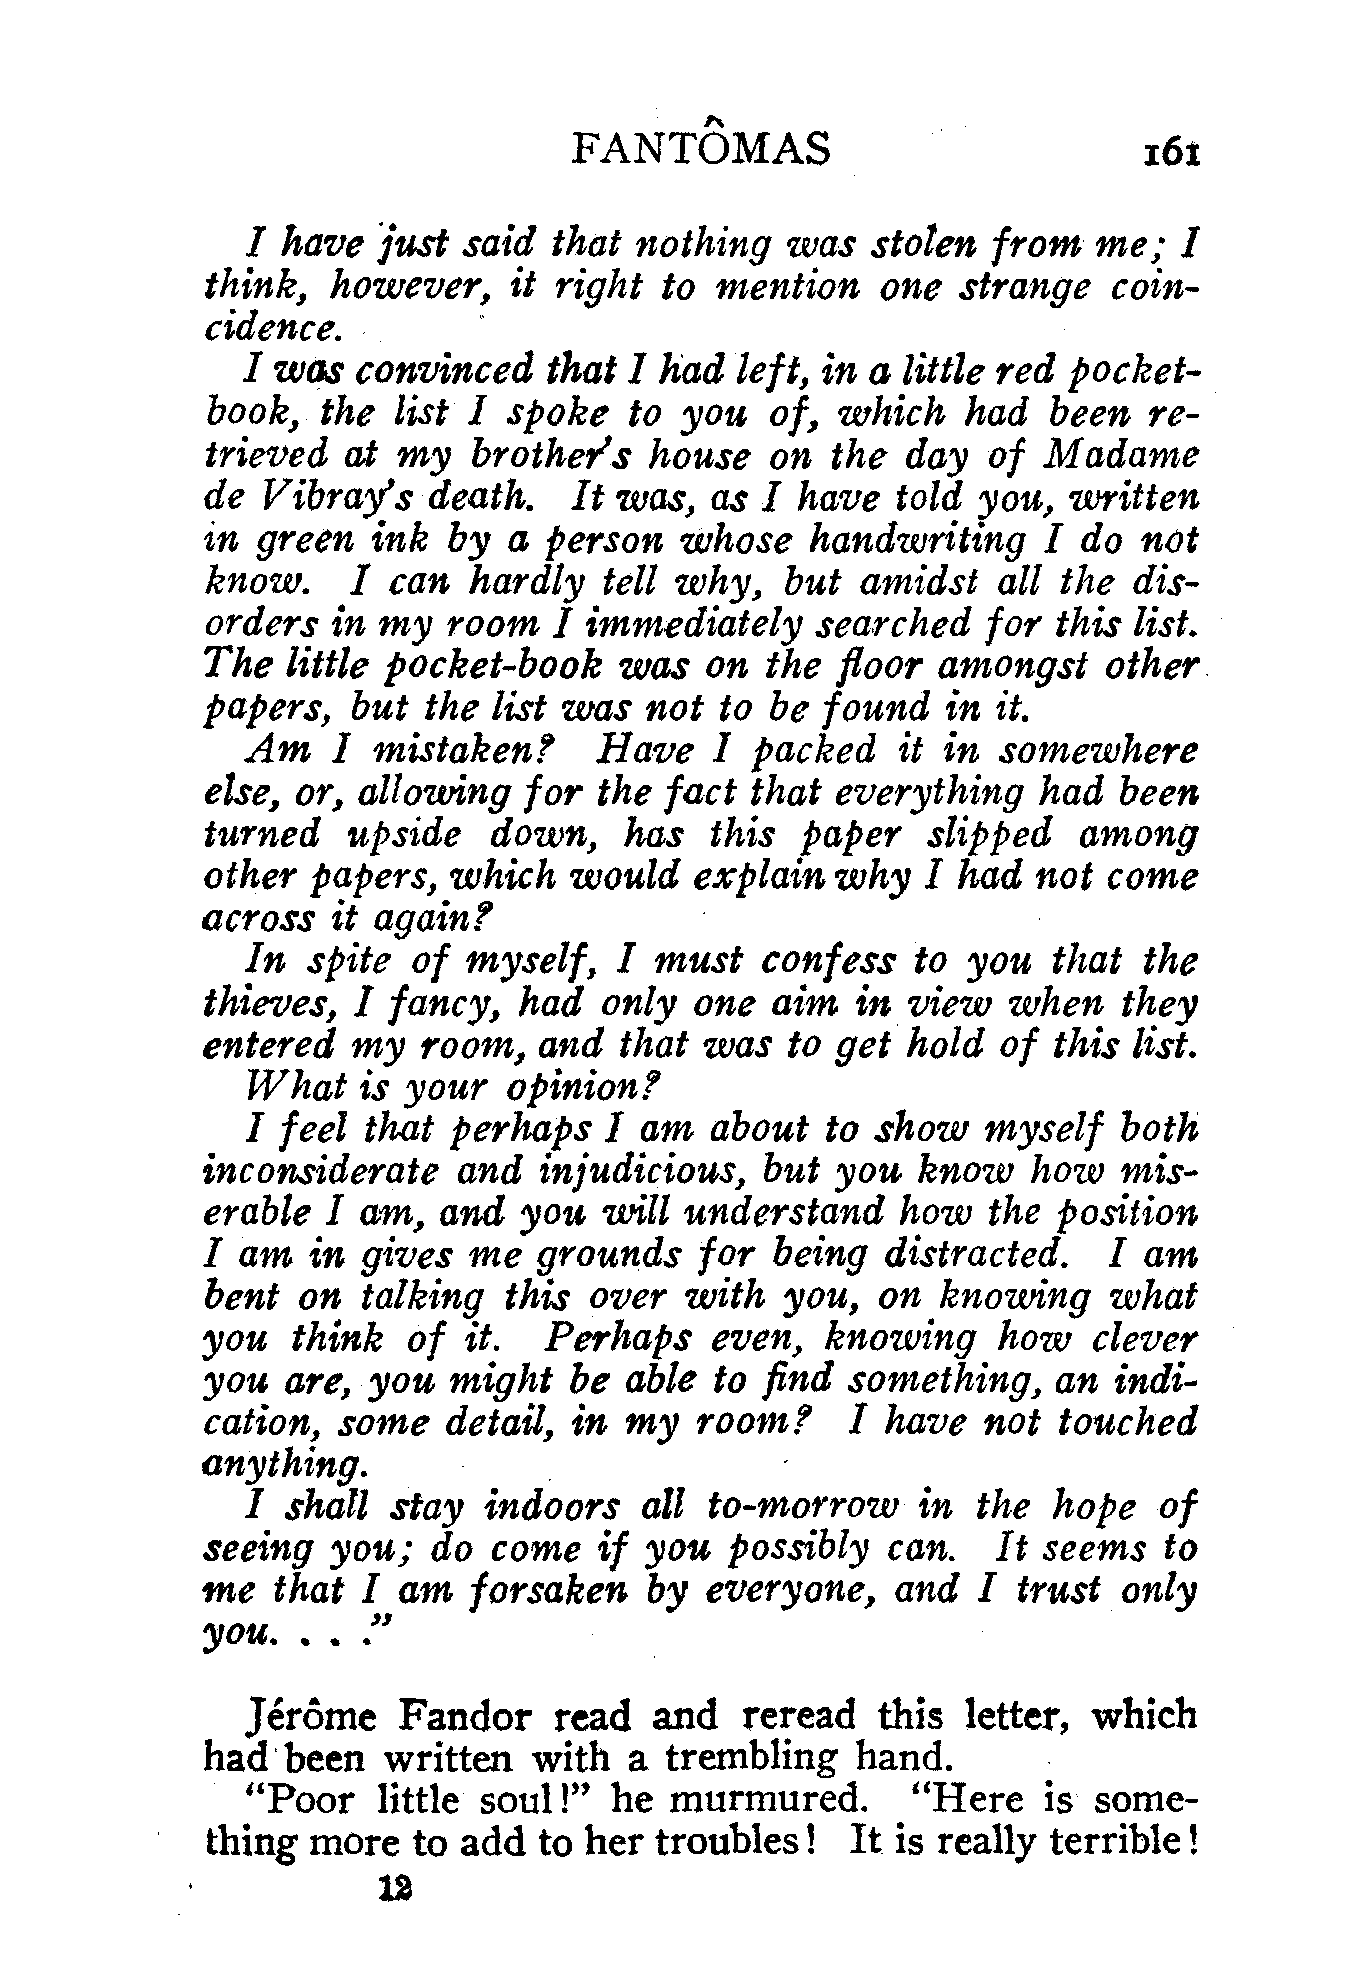 FANTÔMAS 161
I have just said that nothing was stolen from me; I
think, however, it right to mention one strange coin-
cidence.
I was convinced that I had left, in a little red pocket-
book, the list I spoke to you of, which had been re-
trieved at my brother's house on the day of Madame
de Vibray's death. It was, as I have told you, written
in green ink by a person whose handwriting I do not
know. I can hardly tell why, but amidst all the dis-
orders in my room I immediately searched for this list.
The little pocket-book was on the floor amongst other
papers, but the list was not to be found in it.
Am I mistaken? Have I packed it in somewhere
else, or, allowing for the fact that everything had been
turned upside down, has this paper slipped among
other papers, which would explain why I had not come
across it again?
In spite of myself, I must confess to you that the
thieves, I fancy, had only one aim in view when they
entered my room, and that was to get hold of this list.
What is your opinion?
I feel that perhaps I am about to show myself both
inconsiderate and injudicious, but you know how mis-
erable I am, and you will understand how the position
I am in gives me grounds for being distracted. I am
bent on talking this over with you, on knowing what
you think of it. Perhaps even, knowing how clever
you are, you might be able to find something, an indi-
cation, some detail, in my room? I have not touched
anything.
I shall stay indoors all to-morrow in the hope of
seeing you; do come if you possibly can. It seems to
me that I am forsaken by everyone, and I trust only
you. . . ."
Jérôme Fandor read and reread this letter, which
had been written with a trembling hand.
"Poor little soul!" he murmured. "Here is some-
thing more to add to her troubles! It is really terrible!
12